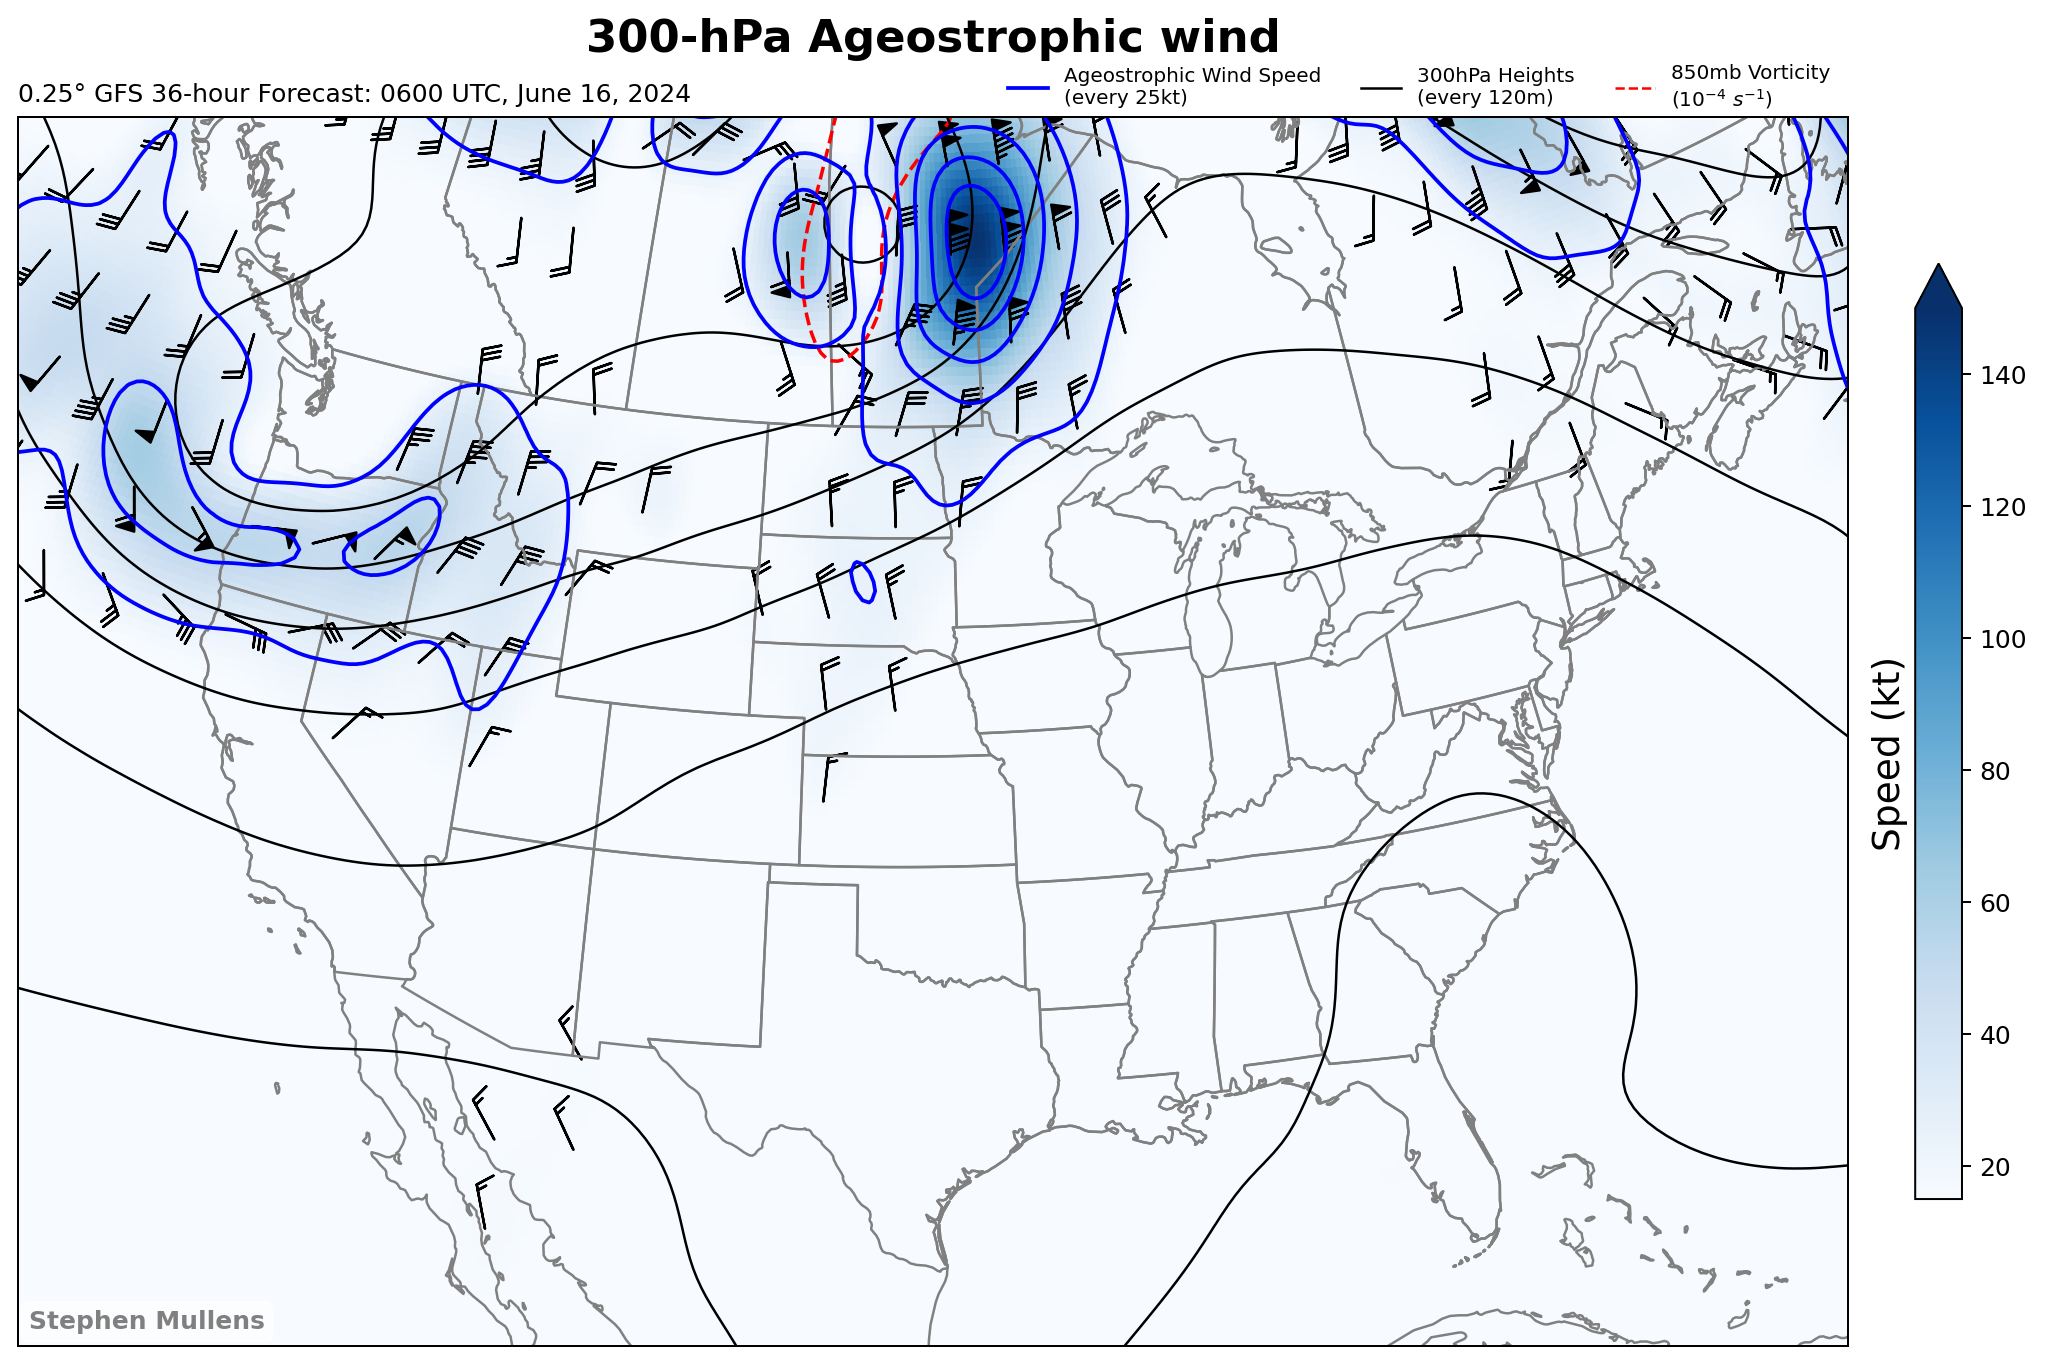 300-hPa Ageostrophic wind
0.25° GFS 36-hour Forecast: 0600 UTC, June 16, 2024
Ageostrophic Wind Speed
(every 25kt)
300hPa Heights
(every 120m)
850mb Vorticity
(10⁻⁴ s⁻¹)
140
120
100
80
60
40
20
Speed (kt)
Stephen Mullens